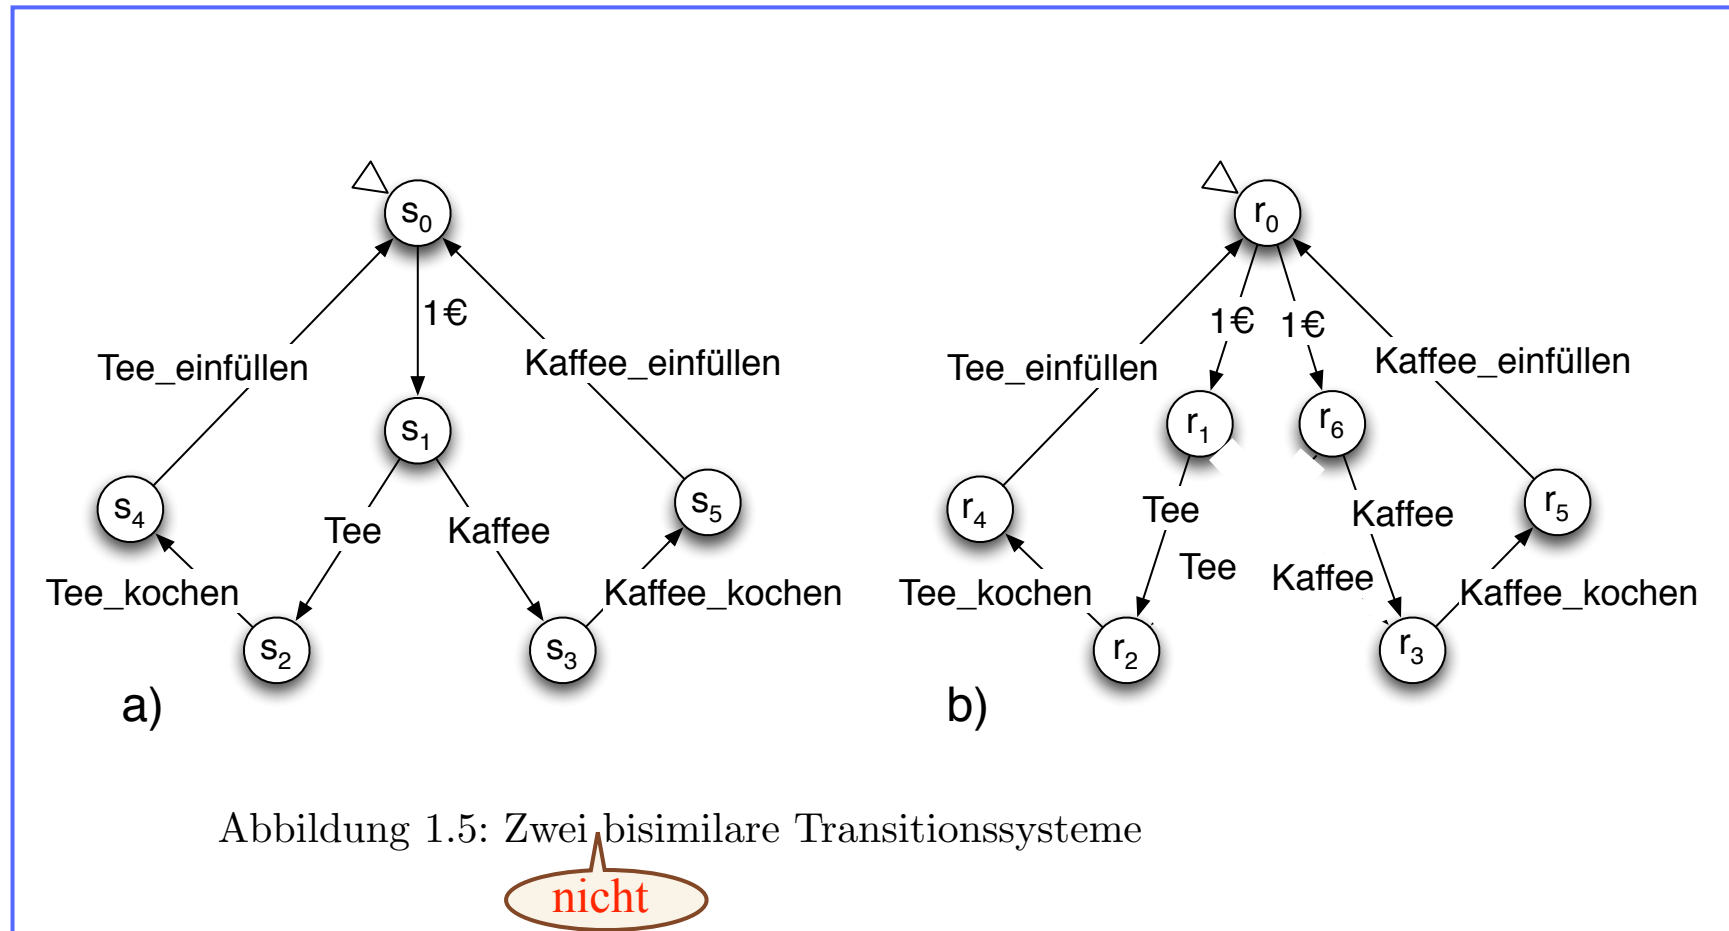 s0
1€
Tee_einfüllen
Kaffee_einfüllen
s1
s4
s5
Tee
Kaffee
Tee_kochen
Kaffee_kochen
s2
s3
a)
r0
1€ 1€
Tee_einfüllen
Kaffee_einfüllen
r1
r6
r4
r5
Tee
Kaffee
Tee
Kaffee
Tee_kochen
Kaffee_kochen
r2
r3
b)
Abbildung 1.5: Zwei bisimilare Transitionssysteme
nicht